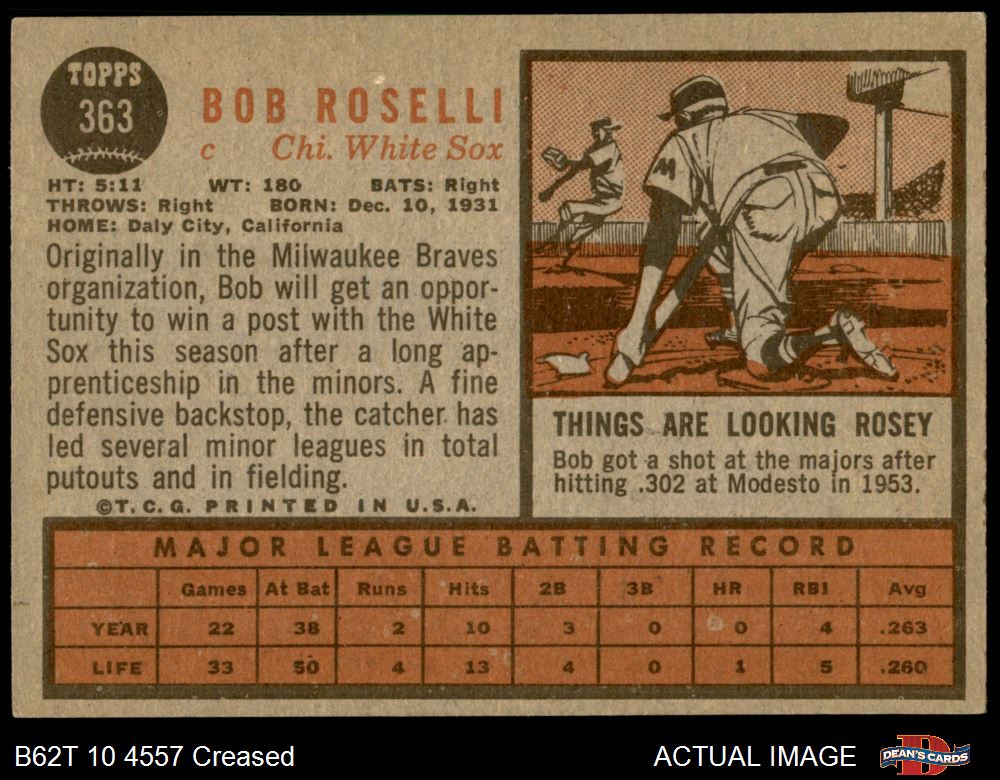 TOPPS
363
BOB ROSELLI
c Chi. White Sox
HT: 5:11 WT: 180 BATS: Right
THROWS: Right BORN: Dec. 10, 1931
HOME: Daly City, California
Originally in the Milwaukee Braves
organization, Bob will get an oppor-
tunity to win a post with the White
Sox this season after a long ap-
prenticeship in the minors. A fine
defensive backstop, the catcher has
led several minor leagues in total
putouts and in fielding.
©T.C.G. PRINTED IN U.S.A.
M
THINGS ARE LOOKING ROSEY
Bob got a shot at the majors after
hitting .302 at Modesto in 1953.
MAJOR LEAGUE BATTING RECORD
Games At Bat Runs Hits 2B 3B HR RBI Avg
YEAR 22 38 2 10 3 0 0 4 .263
LIFE 33 50 4 13 4 0 1 5 .260
B62T 10 4557 Creased
ACTUAL IMAGE
D
DEAN'S CARDS